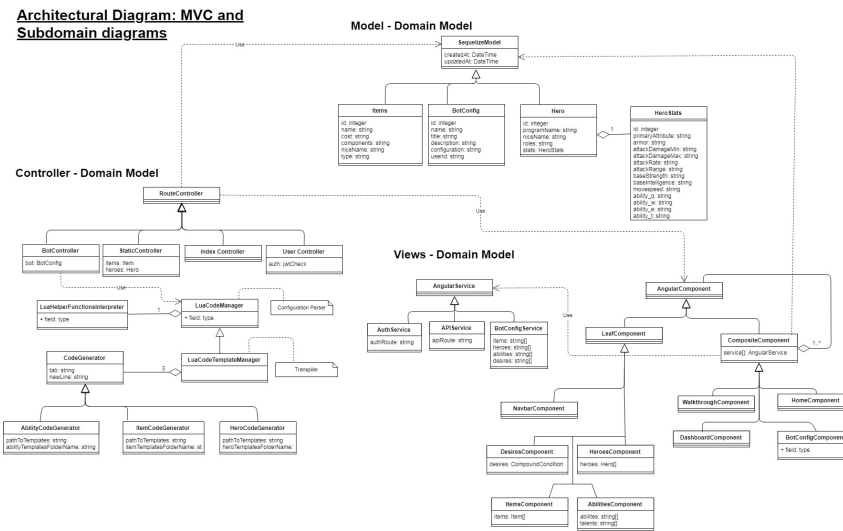 Architectural Diagram: MVC and
Subdomain diagrams
Model - Domain Model
SequelizeModel
createdAt: DateTime
updatedAt: DateTime
Use
Items
id: integer
name: string
cost: string
components: string
niceName: string
type: string
BotConfig
id: integer
name: string
title: string
description: string
configuration: string
userId: string
Hero
id: Integer
programName: string
niceName: string
roles: string
stats: HeroStats
1
HeroStats
id: integer
primaryAttribute: string
armor: string
attackDamageMin: string
attackDamageMax: string
attackRate: string
attackRange: string
baseStrength: string
baseIntelligence: string
movespeed: string
ability_q: string
ability_w: string
ability_e: string
ability_t: string
Controller - Domain Model
RouteController
Use
BotController
bot: BotConfig
StaticController
items: Item
heroes: Hero
Index Controller
User Controller
auth: jwtCheck
Use
LuaHelperFunctionsInterpreter
+ field: type
1
LuaCodeManager
+ field: type
Configuration Parser
CodeGenerator
tab: string
newLine: string
3
LuaCodeTemplateManager
Transpiler
AbilityCodeGenerator
pathToTemplates: string
abilityTemplatesFolderName: string
ItemCodeGenerator
pathToTemplates: string
itemTemplatesFolderName: st
HeroCodeGenerator
pathToTemplates: string
heroTemplatesFolderName:
Views - Domain Model
AngularService
Use
AngularComponent
AuthService
authRoute: string
APIService
apiRoute: string
BotConfigService
items: string[]
heroes: string[]
abilities: string[]
desires: string[]
LeafComponent
CompositeComponent
service[]: AngularService
1..*
NavbarComponent
WalkthroughComponent
HomeComponent
DashboardComponent
BotConfigComponent
+ field: type
DesiresComponent
desires: CompoundCondition
HeroesComponent
heroes: Hero[]
ItemsComponent
items: Item[]
AbilitiesComponent
abilites: string[]
talents: string[]